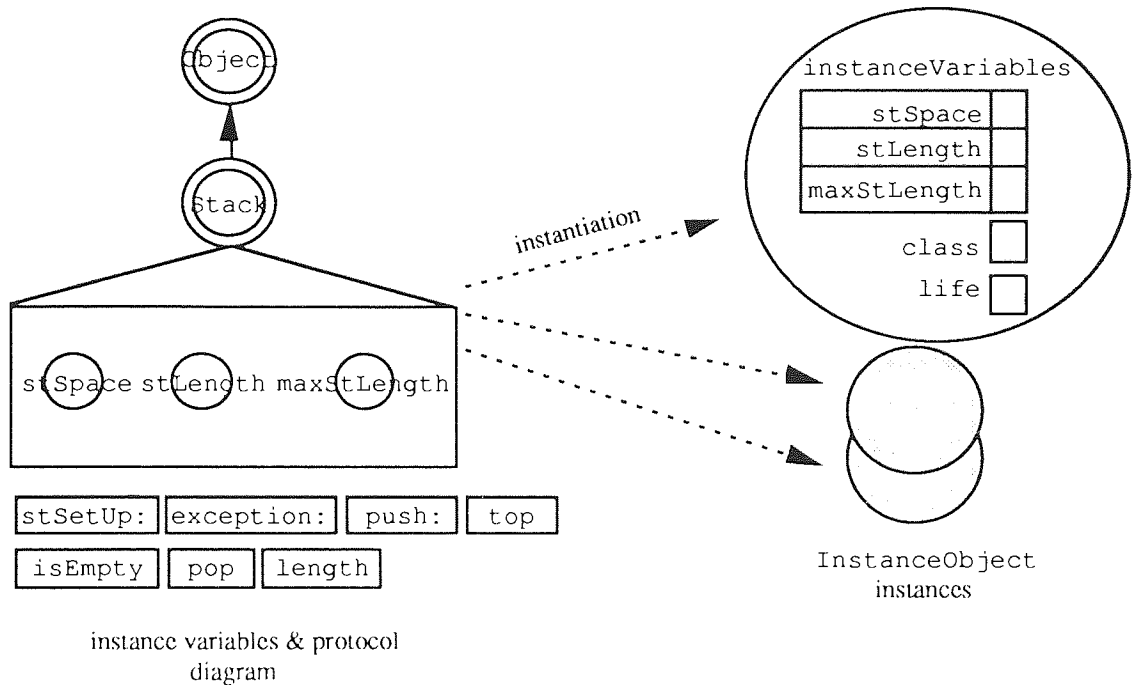 Object
Stack
stSpace stLength maxStLength
stSetUp: exception: push: top
isEmpty pop length
instance variables & protocol
diagram
instantiation
instanceVariables
stSpace
stLength
maxStLength
class
life
InstanceObject
instances